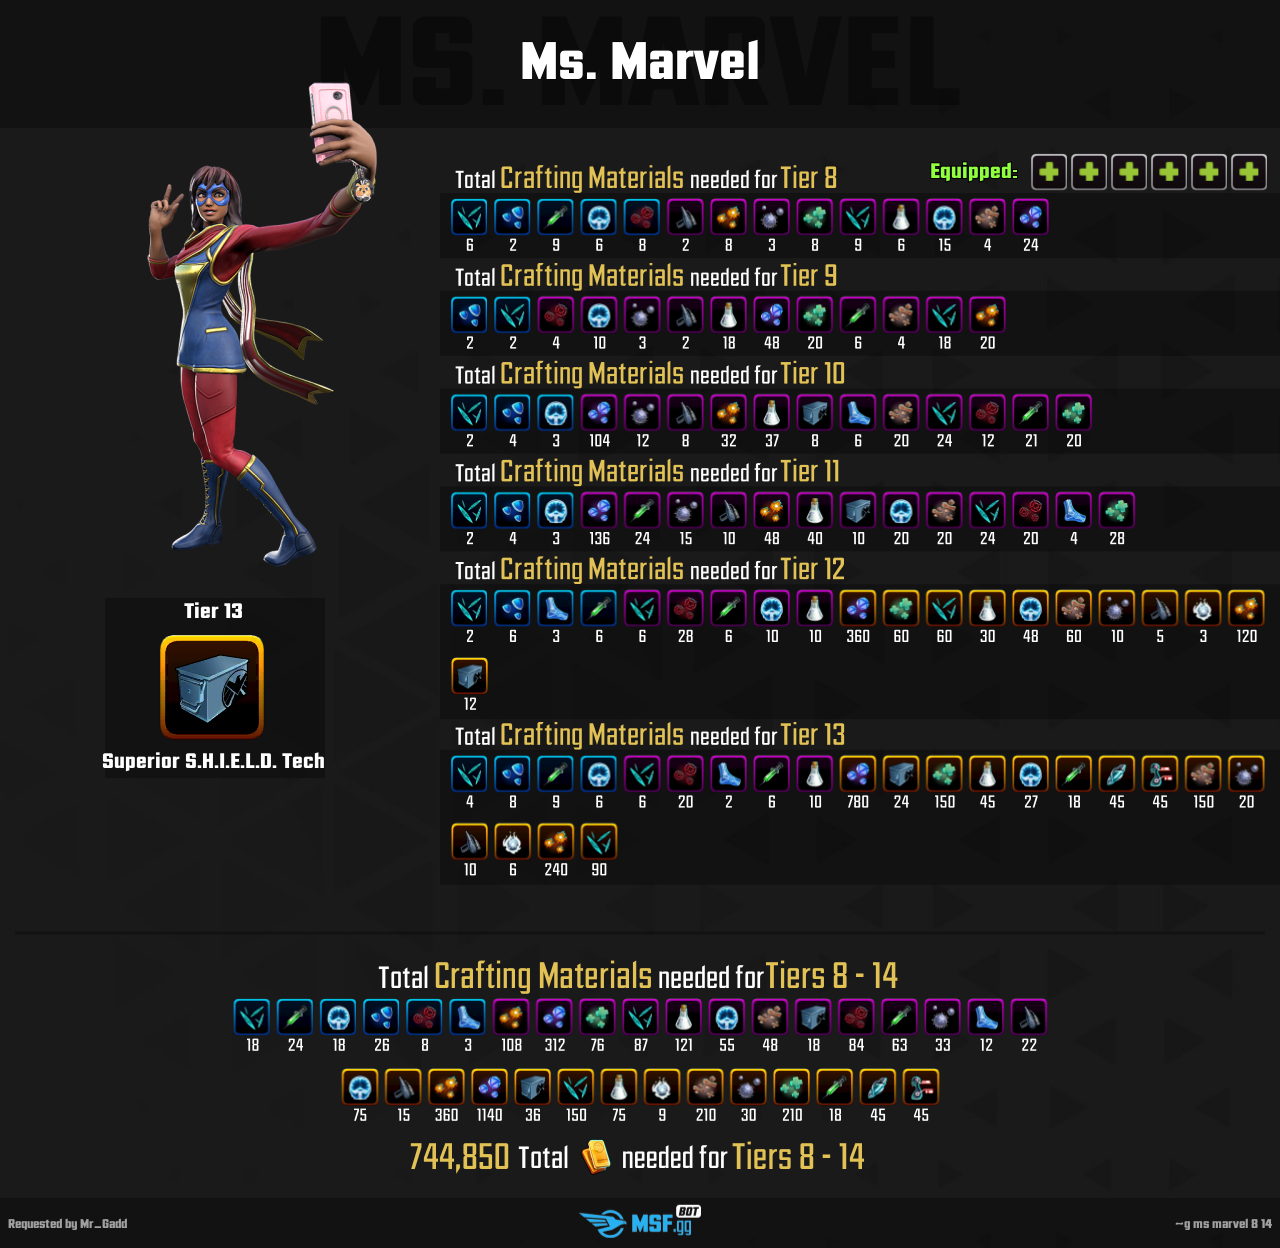 MS. MARVEL
Ms. Marvel
Equipped:
Total Crafting Materials needed for Tier 8
6 2 9 6 8 2 8 3 8 9 6 15 4 24
Total Crafting Materials needed for Tier 9
2 2 4 10 3 2 18 48 20 6 4 18 20
Total Crafting Materials needed for Tier 10
2 4 3 104 12 8 32 37 8 6 20 24 12 21 20
Total Crafting Materials needed for Tier 11
2 4 3 136 24 15 10 48 40 10 20 20 24 20 4 28
Total Crafting Materials needed for Tier 12
2 6 3 6 6 28 6 10 10 360 60 60 30 48 60 10 5 3 120
12
Total Crafting Materials needed for Tier 13
4 8 9 6 6 20 2 6 10 780 24 150 45 27 18 45 45 150 20
10 6 240 90
Tier 13
Superior S.H.I.E.L.D. Tech
Total Crafting Materials needed for Tiers 8 - 14
18 24 18 26 8 3 108 312 76 87 121 55 48 18 84 63 33 12 22
75 15 360 1140 36 150 75 9 210 30 210 18 45 45
744,850 Total needed for Tiers 8 - 14
Requested by Mr_Gadd
MSF.gg BOT
~g ms marvel 8 14